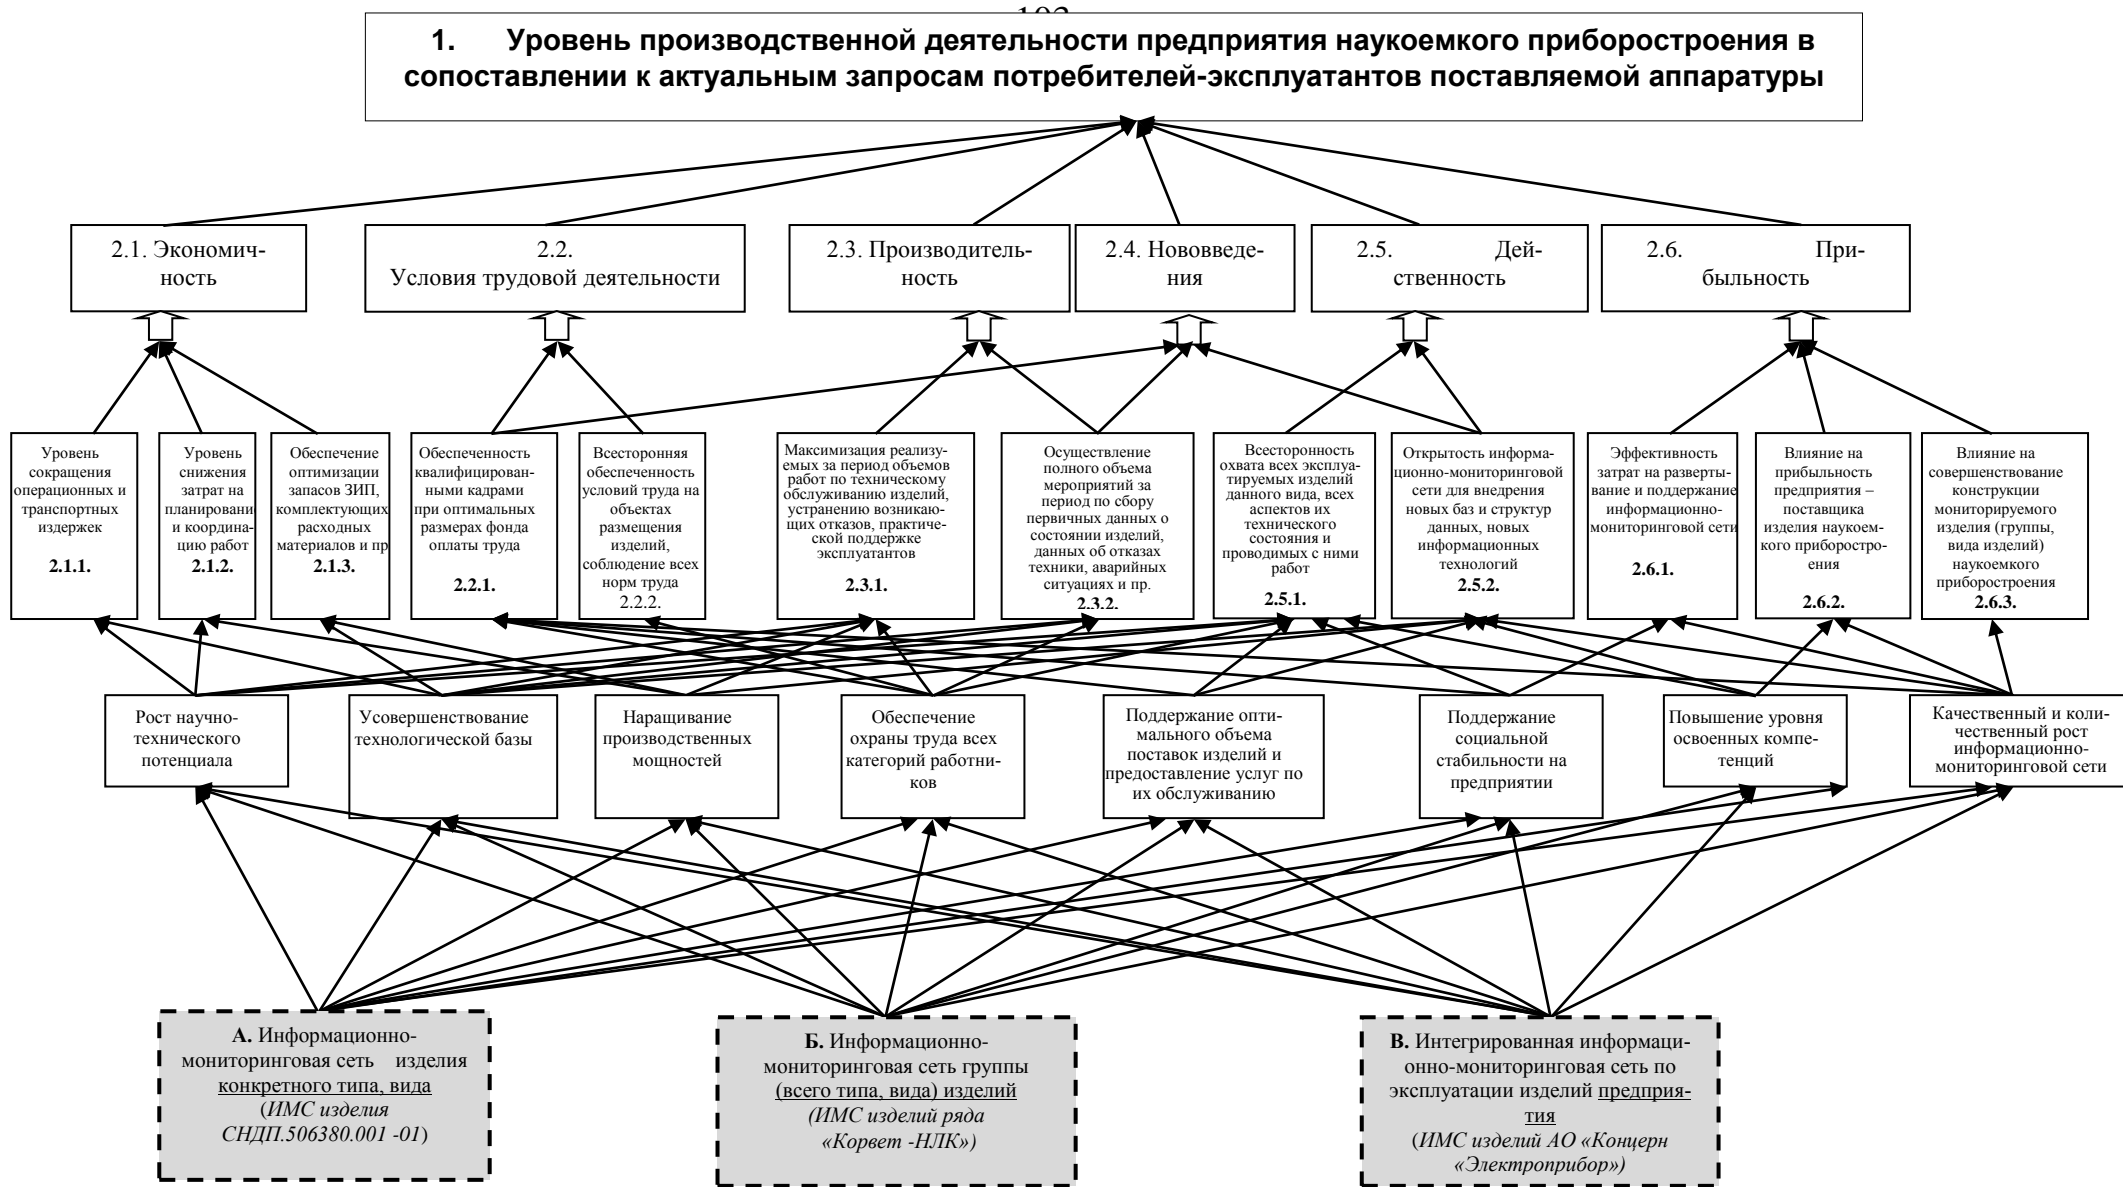 1. Уровень производственной деятельности предприятия наукоемкого приборостроения в
сопоставлении к актуальным запросам потребителей-эксплуатантов поставляемой аппаратуры
2.1. Экономич-
ность
2.2.
Условия трудовой деятельности
2.3. Производитель-
ность
2.4. Нововведе-
ния
2.5. Дей-
ственность
2.6. При-
быльность
Уровень
сокращения
операционных и
транспортных
издержек
2.1.1.
Уровень
снижения
затрат на
планировани
и координа-
цию работ
2.1.2.
Обеспечение
оптимизации
запасов ЗИП,
комплектующих
расходных
материалов и пр
2.1.3.
Обеспеченность
квалифицирован-
ными кадрами
при оптимальных
размерах фонда
оплаты труда
2.2.1.
Всесторонняя
обеспеченность
условий труда на
объектах
размещения
изделий,
соблюдение всех
норм труда
2.2.2.
Максимизация реализу-
емых за период объемов
работ по техническому
обслуживанию изделий,
устранению возникаю-
щих отказов, практиче-
ской поддержке
эксплуатантов
2.3.1.
Осуществление
полного объема
мероприятий за
период по сбору
первичных данных о
состоянии изделий,
данных об отказах
техники, аварийных
ситуациях и пр.
2.3.2.
Всесторонность
охвата всех эксплуа-
тируемых изделий
данного вида, всех
аспектов их
технического
состояния и
проводимых с ними
работ
2.5.1.
Открытость информа-
ционно-мониторинговой
сети для внедрения
новых баз и структур
данных, новых
информационных
технологий
2.5.2.
Эффективность
затрат на разверты-
вание и поддержание
информационно-
мониторинговой сети
2.6.1.
Влияние на
прибыльность
предприятия –
поставщика
изделия наукоем-
кого приборостро-
ения
2.6.2.
Влияние на
совершенствование
конструкции
мониторируемого
изделия (группы,
вида изделий)
наукоемкого
приборостроения
2.6.3.
Рост научно-
технического
потенциала
Усовершенствование
технологической базы
Наращивание
производственных
мощностей
Обеспечение
охраны труда всех
категорий работни-
ков
Поддержание опти-
мального объема
поставок изделий и
предоставление услуг по
их обслуживанию
Поддержание
социальной
стабильности на
предприятии
Повышение уровня
освоенных компе-
тенций
Качественный и коли-
чественный рост
информационно-
мониторинговой сети
А. Информационно-
мониторинговая сеть изделия
конкретного типа, вида
(ИМС изделия
СНДП.506380.001 -01)
Б. Информационно-
мониторинговая сеть группы
(всего типа, вида) изделий
(ИМС изделий ряда
«Корвет -НЛК»)
В. Интегрированная информаци-
онно-мониторинговая сеть по
эксплуатации изделий предприя-
тия
(ИМС изделий АО «Концерн
«Электроприбор»)